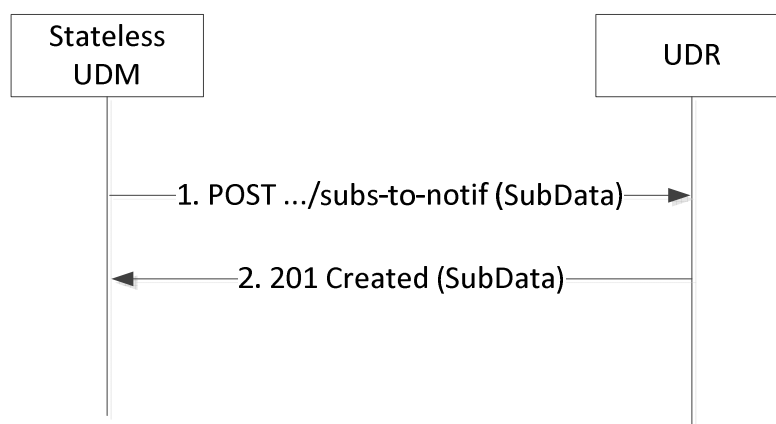 Stateless
UDM
UDR
1. POST .../subs-to-notif (SubData)
2. 201 Created (SubData)